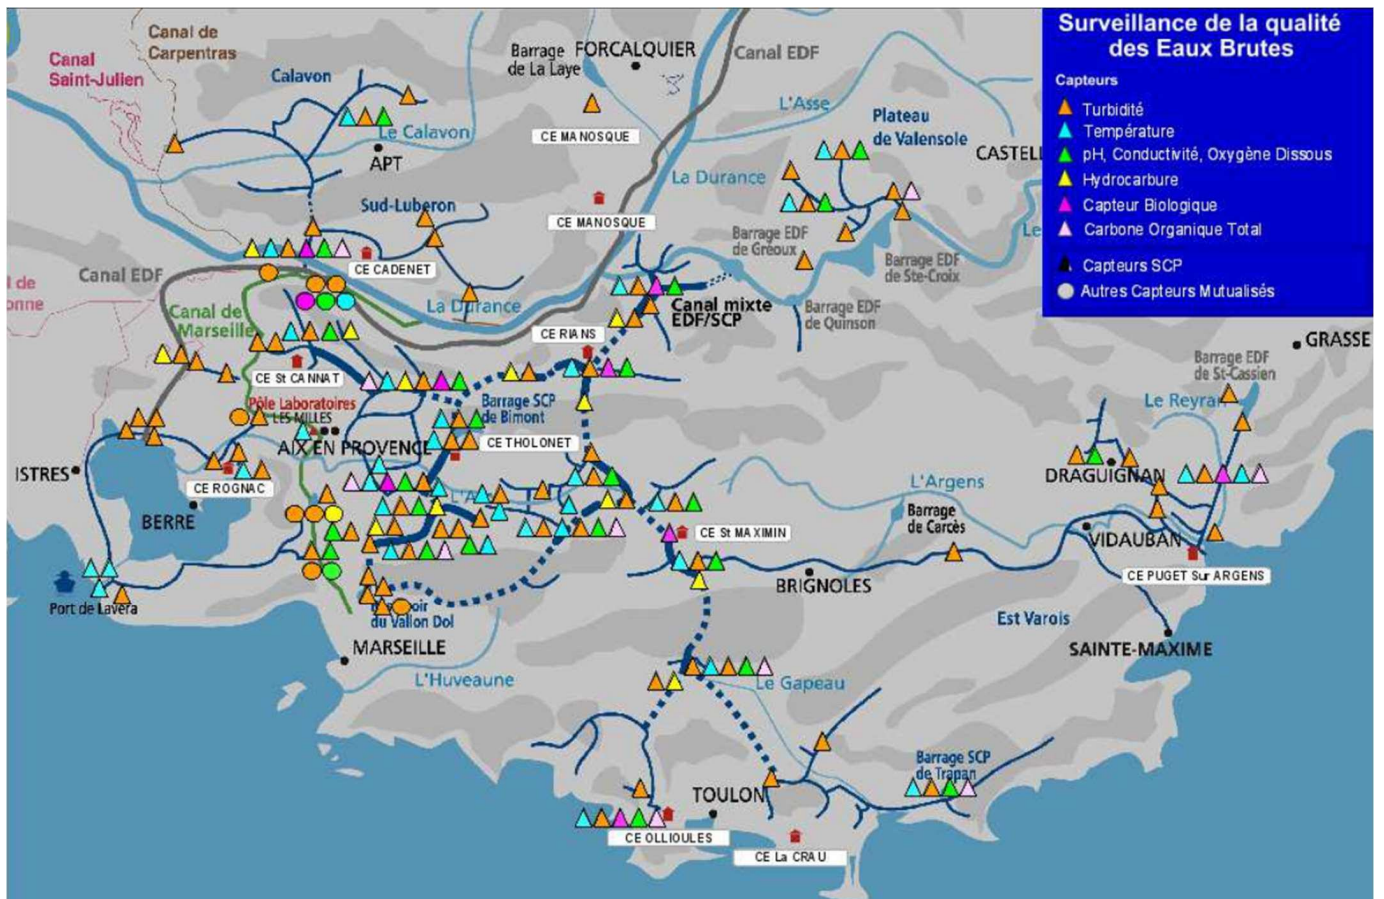 Surveillance de la qualité
des Eaux Brutes
Capteurs
Turbidité
Température
pH, Conductivité, Oxygène Dissous
Hydrocarbure
Capteur Biologique
Carbone Organique Total
Capteurs SCP
Autres Capteurs Mutualisés
Canal de
Carpentras
Canal
Saint-Julien
Calavon
Le Calavon
APT
Barrage
de La Laye
FORCALQUIER
Canal EDF
CE MANOSQUE
L'Asse
Plateau
de Valensole
La Durance
CE MANOSQUE
Sud-Luberon
CE CADENET
Barrage EDF
de Gréoux
Barrage EDF
de Ste-Croix
Canal EDF
Canal de
Marseille
La Durance
Canal mixte
EDF/SCP
Barrage EDF
de Quinson
CE RIANS
GRASSE
Barrage EDF
de St-Cassien
Le Reyran
CE St CANNAT
Pôle Laboratoires
LES MILLES
AIX EN PROVENCE
Barrage SCP
de Bimont
CE THOLONET
ISTRES
CE ROGNAC
BERRE
DRAGUIGNAN
L'Argens
Barrage
de Carcès
CE St MAXIMIN
VIDAUBAN
CE PUGET Sur ARGENS
BRIGNOLES
Port de Lavéra
du Vallon Dol
Est Varois
MARSEILLE
SAINTE-MAXIME
L'Huveaune
Le Gapeau
Barrage SCP
de Trapan
TOULON
CE OLLIOULES
CE La CRAU